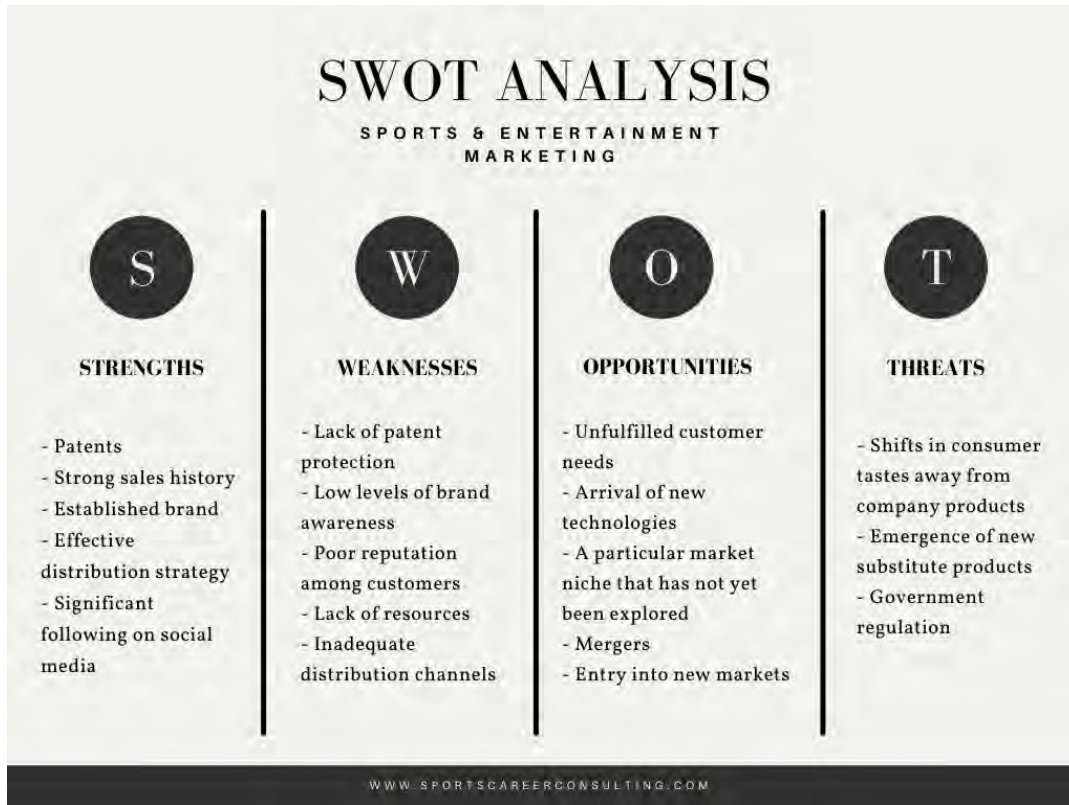 SWOT ANALYSIS
SPORTS & ENTERTAINMENT
MARKETING
S
STRENGTHS
- Patents
- Strong sales history
- Established brand
- Effective
distribution strategy
- Significant
following on social
media
W
WEAKNESSES
- Lack of patent
protection
- Low levels of brand
awareness
- Poor reputation
among customers
- Lack of resources
- Inadequate
distribution channels
O
OPPORTUNITIES
- Unfulfilled customer
needs
- Arrival of new
technologies
- A particular market
niche that has not yet
been explored
- Mergers
- Entry into new markets
T
THREATS
- Shifts in consumer
tastes away from
company products
- Emergence of new
substitute products
- Government
regulation
WWW.SPORTSCAREERCONSULTING.COM